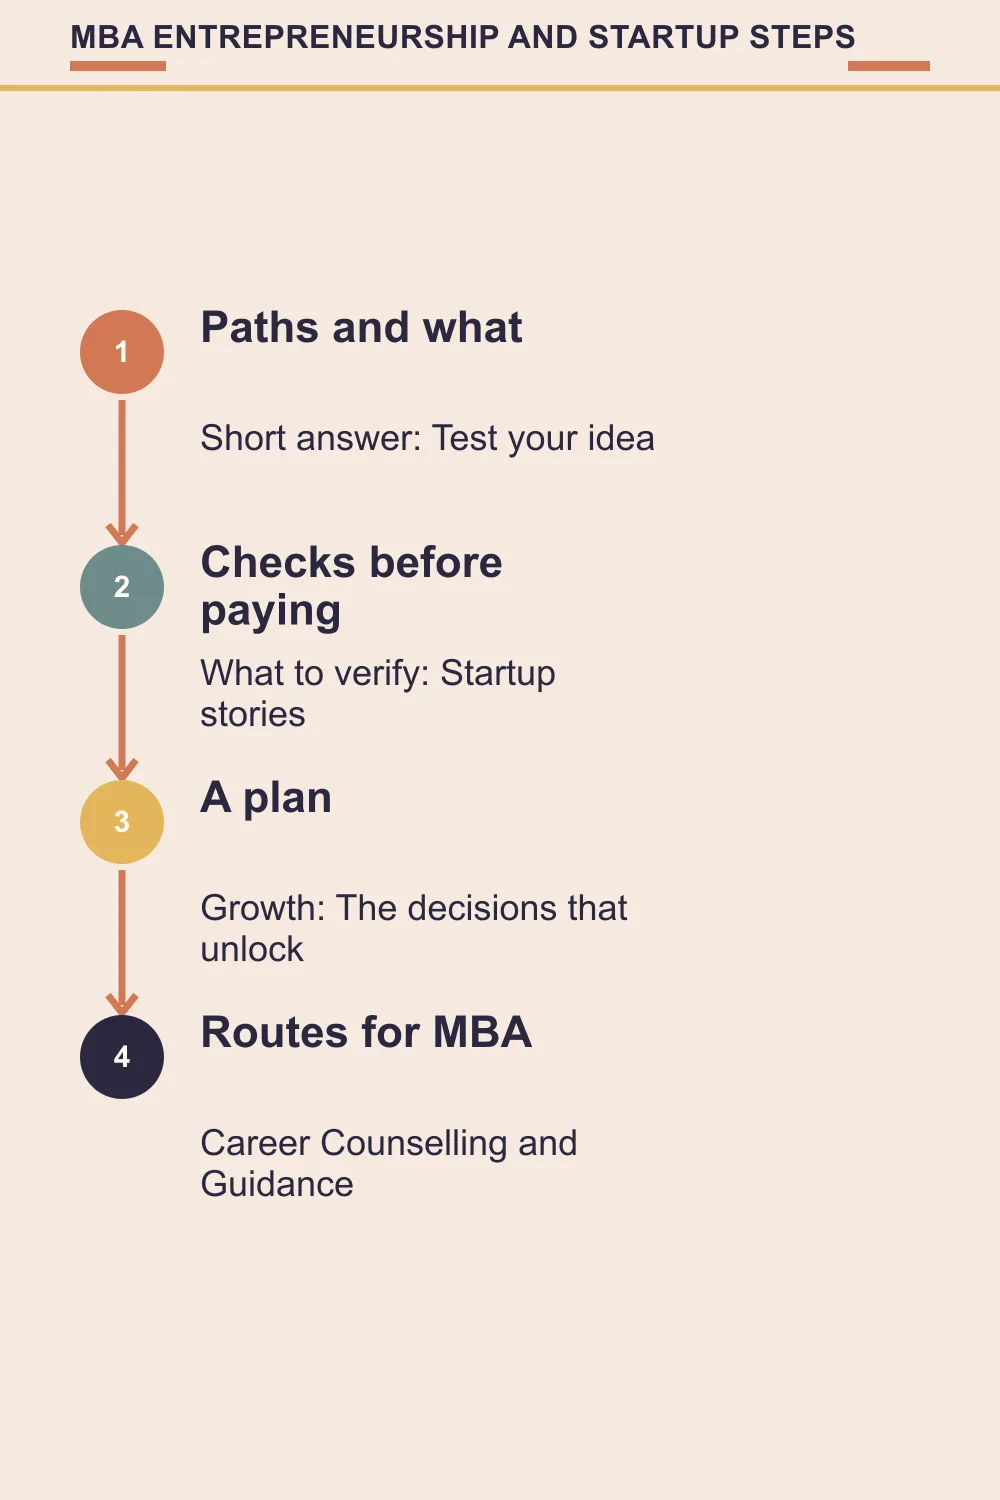 MBA ENTREPRENEURSHIP AND STARTUP STEPS
1
Paths and what
Short answer: Test your idea
2
Checks before
paying
What to verify: Startup
stories
3
A plan
Growth: The decisions that
unlock
4
Routes for MBA
Career Counselling and
Guidance